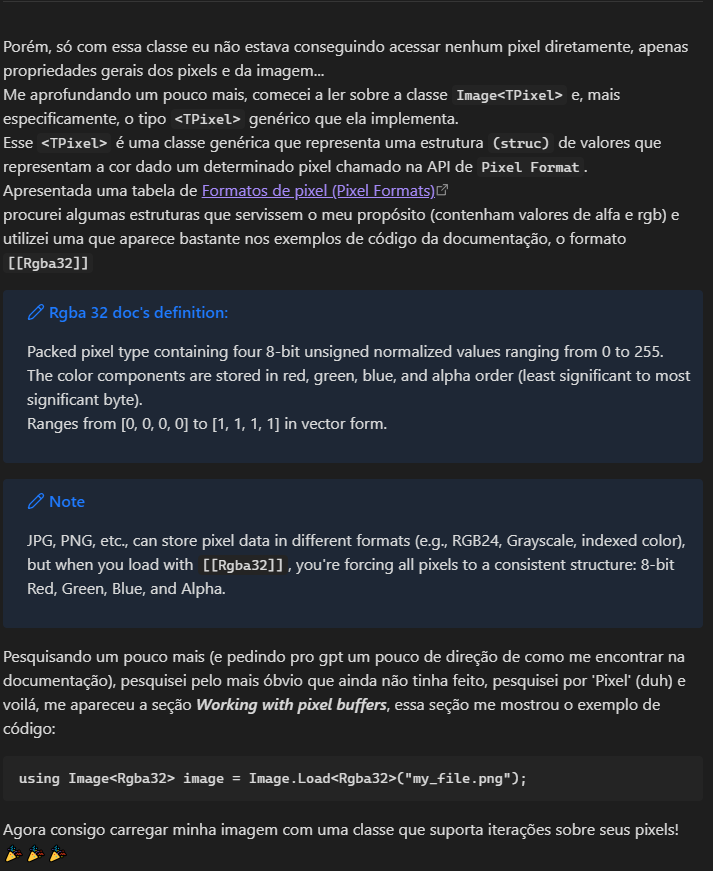 Porém, só com essa classe eu não estava conseguindo acessar nenhum pixel diretamente, apenas
propriedades gerais dos pixels e da imagem...
Me aprofundando um pouco mais, comecei a ler sobre a classe Image<TPixel> e, mais
especificamente, o tipo <TPixel> genérico que ela implementa.
Esse <TPixel> é uma classe genérica que representa uma estrutura (struc) de valores que
representam a cor dado um determinado pixel chamado na API de Pixel Format.
Apresentada uma tabela de Formatos de pixel (Pixel Formats)
procurei algumas estruturas que servissem o meu propósito (contenham valores de alfa e rgb) e
utilizei uma que aparece bastante nos exemplos de código da documentação, o formato
[[Rgba32]]
Rgba 32 doc's definition:
Packed pixel type containing four 8-bit unsigned normalized values ranging from 0 to 255.
The color components are stored in red, green, blue, and alpha order (least significant to most
significant byte).
Ranges from [0, 0, 0, 0] to [1, 1, 1, 1] in vector form.
Note
JPG, PNG, etc., can store pixel data in different formats (e.g., RGB24, Grayscale, indexed color),
but when you load with [[Rgba32]], you're forcing all pixels to a consistent structure: 8-bit
Red, Green, Blue, and Alpha.
Pesquisando um pouco mais (e pedindo pro gpt um pouco de direção de como me encontrar na
documentação), pesquisei pelo mais óbvio que ainda não tinha feito, pesquisei por 'Pixel' (duh) e
voilá, me apareceu a seção Working with pixel buffers, essa seção me mostrou o exemplo de
código:
using Image<Rgba32> image = Image.Load<Rgba32>("my_file.png");
Agora consigo carregar minha imagem com uma classe que suporta iterações sobre seus pixels!
🎉🎉🎉